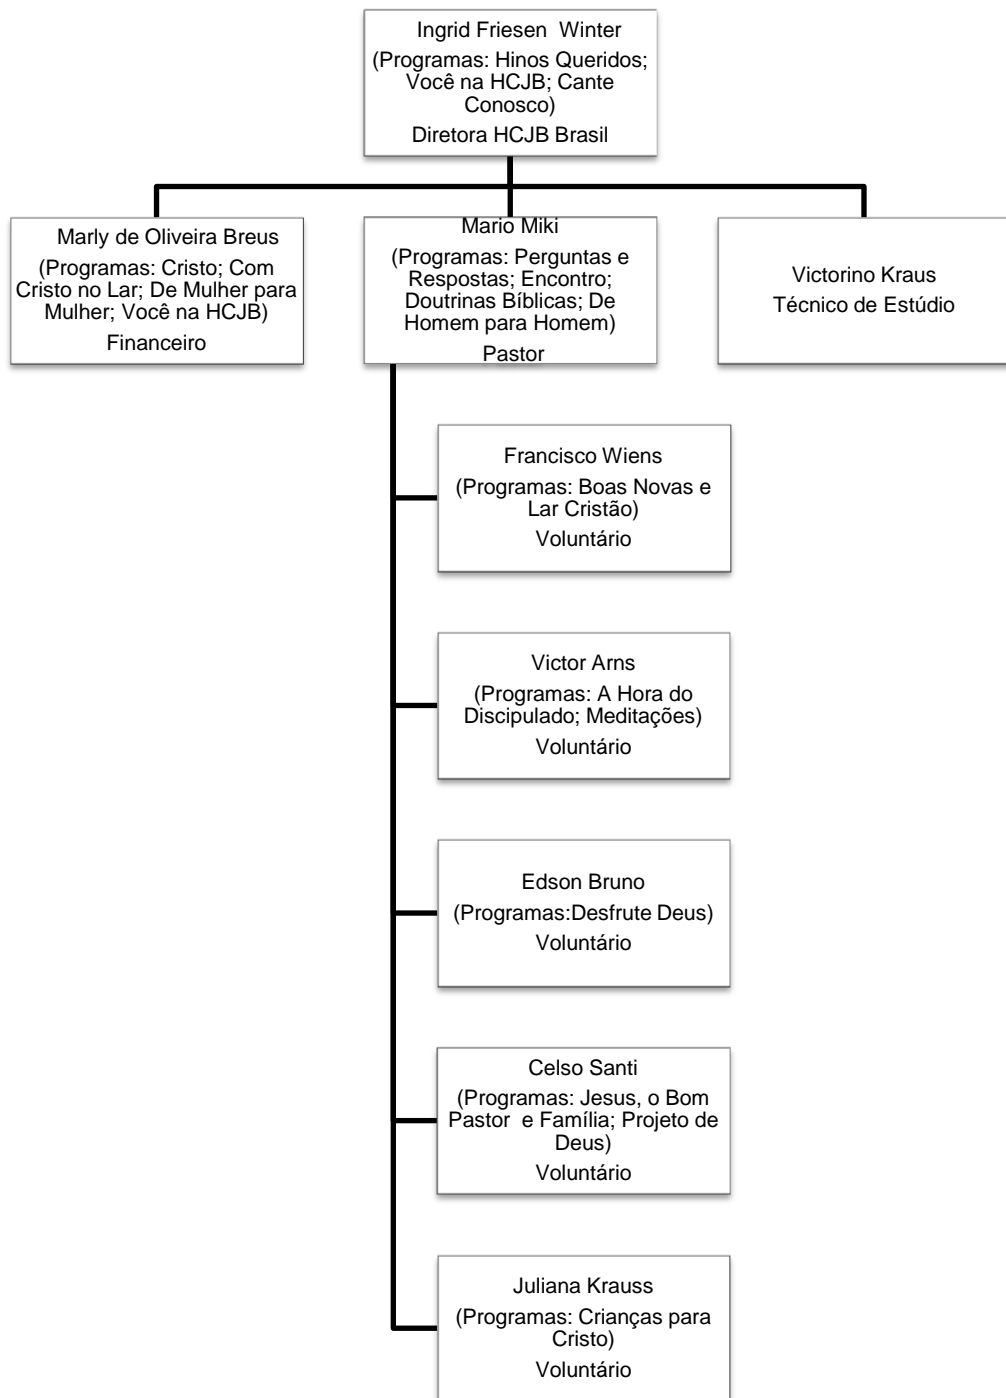 Ingrid Friesen Winter
(Programas: Hinos Queridos;
Você na HCJB; Cante
Conosco)
Diretora HCJB Brasil
Marly de Oliveira Breus
(Programas: Cristo; Com
Cristo no Lar; De Mulher para
Mulher; Você na HCJB)
Financeiro
Mario Miki
(Programas: Perguntas e
Respostas; Encontro;
Doutrinas Bíblicas; De
Homem para Homem)
Pastor
Victorino Kraus
Técnico de Estúdio
Francisco Wiens
(Programas: Boas Novas e
Lar Cristão)
Voluntário
Victor Arns
(Programas: A Hora do
Discipulado; Meditações)
Voluntário
Edson Bruno
(Programas:Desfrute Deus)
Voluntário
Celso Santi
(Programas: Jesus, o Bom
Pastor e Família; Projeto de
Deus)
Voluntário
Juliana Krauss
(Programas: Crianças para
Cristo)
Voluntário